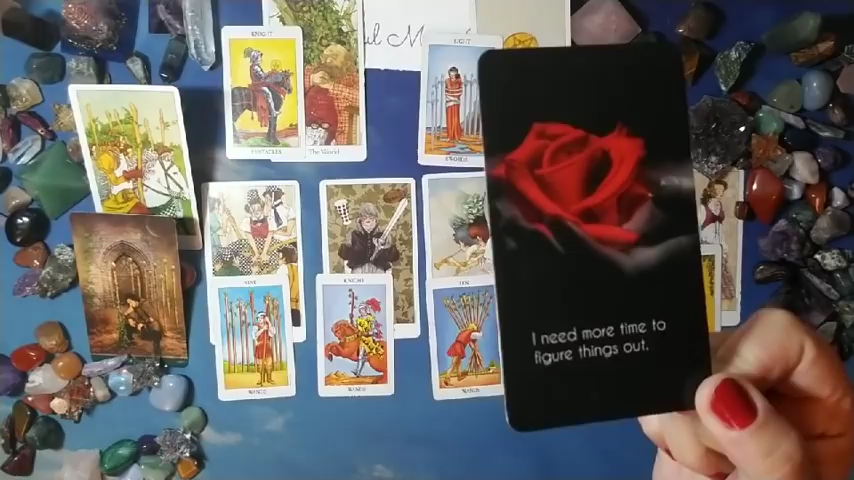 KNIGHT
PENTACLES
The World
ul M
EIGHT
SWORDS
NINE
WANDS
KNIGHT
WANDS
TEN
WANDS
I need more time to
figure things out.